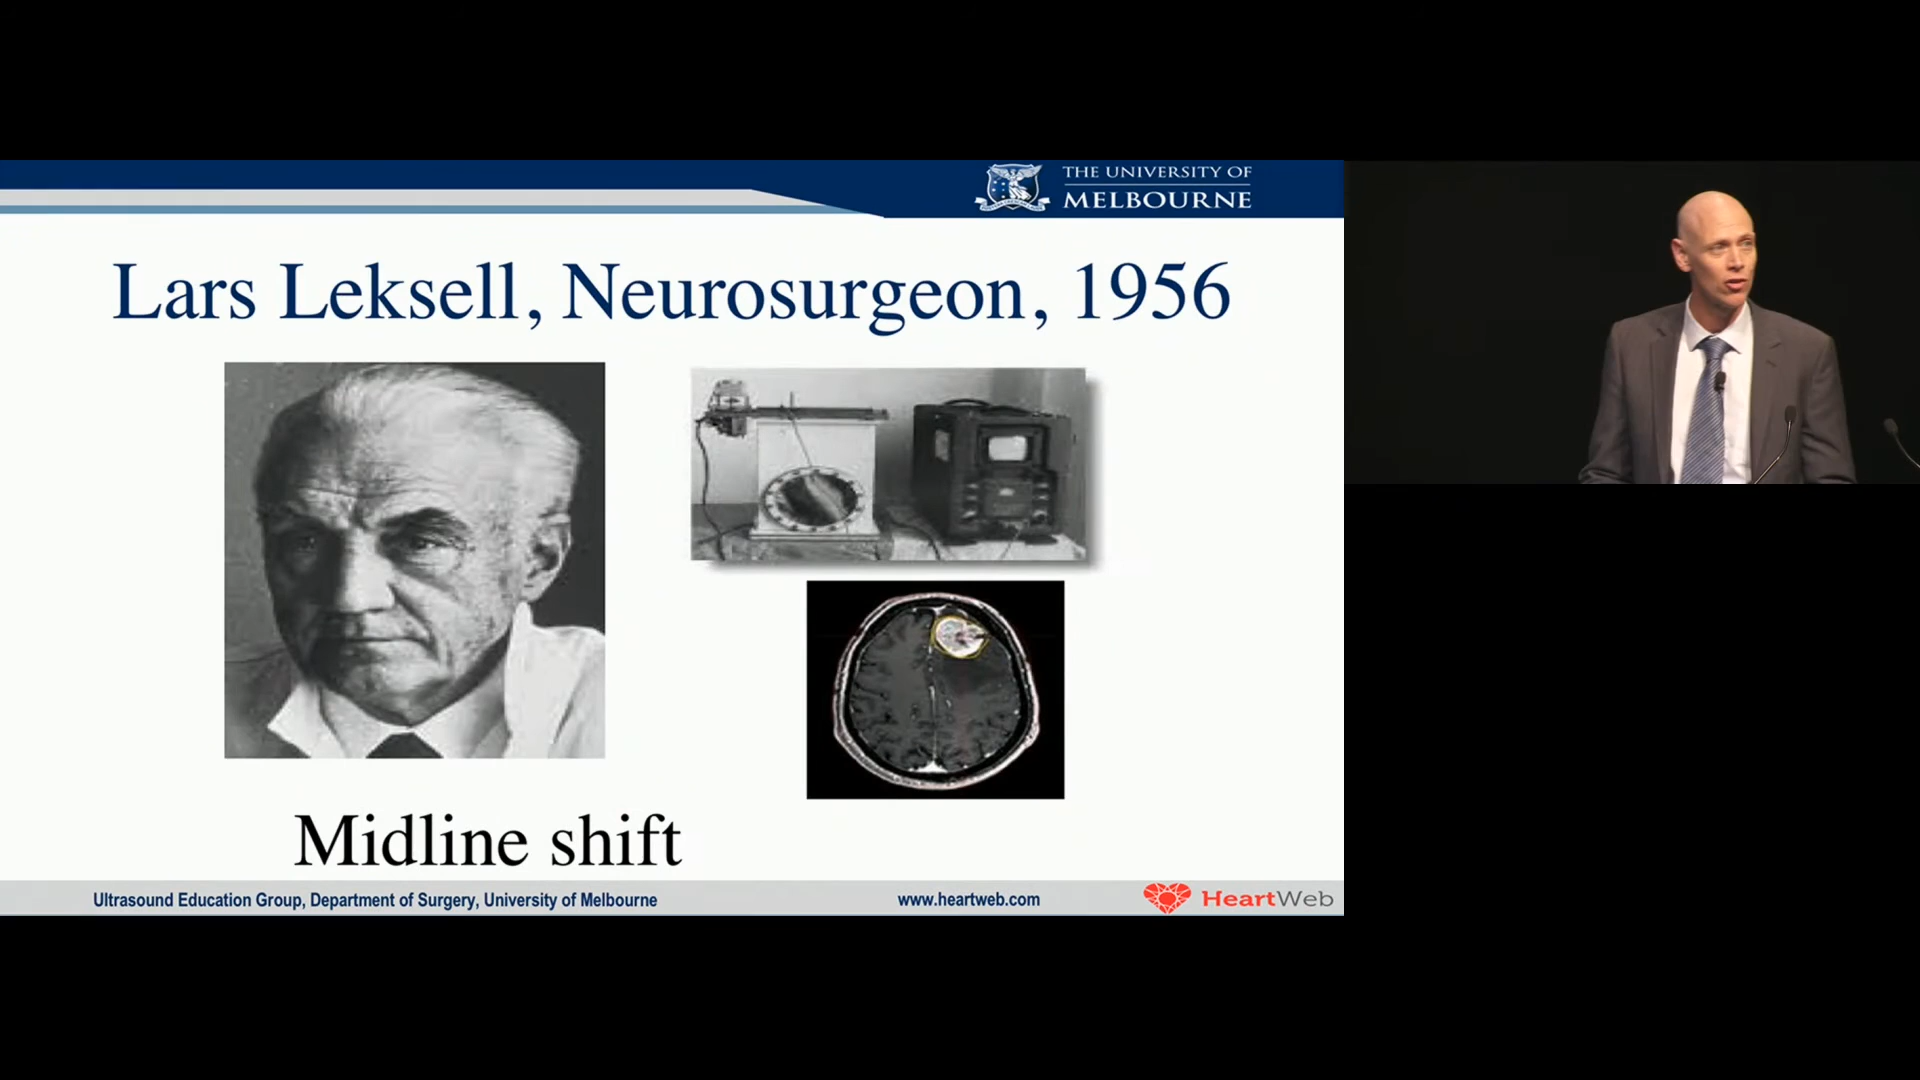 THE UNIVERSITY OF
MELBOURNE
Lars Leksell, Neurosurgeon, 1956
Midline shift
Ultrasound Education Group, Department of Surgery, University of Melbourne
www.heartweb.com
HeartWeb